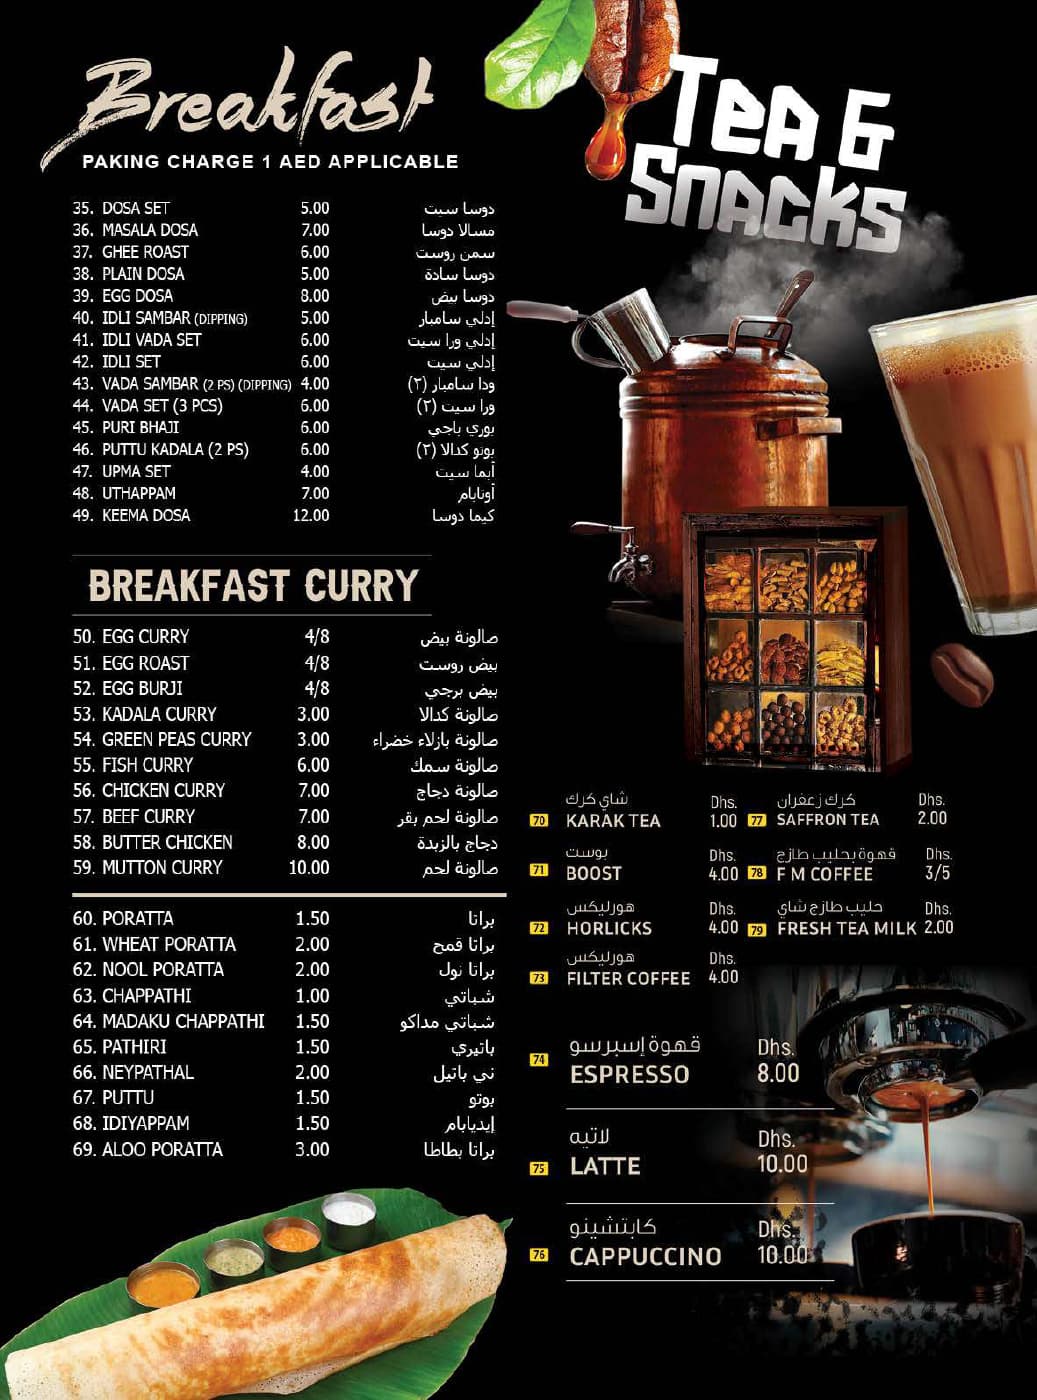 Breakfast
PAKING CHARGE 1 AED APPLICABLE
35. DOSA SET 5.00 دوسا سيت
36. MASALA DOSA 7.00 مسالا دوسا
37. GHEE ROAST 6.00 سمن روست
38. PLAIN DOSA 5.00 دوسا سادة
39. EGG DOSA 8.00 دوسا بيض
40. IDLI SAMBAR (DIPPING) 5.00 إدلي سامبار
41. IDLI VADA SET 6.00 إدلي ورا سيت
42. IDLI SET 6.00 إدلي سيت
43. VADA SAMBAR (2 PS) (DIPPING) 4.00 ودا سامبار (٢)
44. VADA SET (3 PCS) 6.00 ورا سيت (٢)
45. PURI BHAJI 6.00 بوري باجي
46. PUTTU KADALA (2 PS) 6.00 بوتو كدالا (٢)
47. UPMA SET 4.00 أبما سيت
48. UTHAPPAM 7.00 أوتابام
49. KEEMA DOSA 12.00 كيما دوسا
BREAKFAST CURRY
50. EGG CURRY 4/8 صالونة بيض
51. EGG ROAST 4/8 بيض روست
52. EGG BURJI 4/8 بيض برجي
53. KADALA CURRY 3.00 صالونة كدالا
54. GREEN PEAS CURRY 3.00 صالونة بازلاء خضراء
55. FISH CURRY 6.00 صالونة سمك
56. CHICKEN CURRY 7.00 صالونة دجاج
57. BEEF CURRY 7.00 صالونة لحم بقر
58. BUTTER CHICKEN 8.00 دجاج بالزبدة
59. MUTTON CURRY 10.00 صالونة لحم
60. PORATTA 1.50 براتا
61. WHEAT PORATTA 2.00 براتا قمح
62. NOOL PORATTA 2.00 براتا نول
63. CHAPPATHI 1.00 شباتي
64. MADAKU CHAPPATHI 1.50 شباتي مداكو
65. PATHIRI 1.50 باتيري
66. NEYPATHAL 2.00 ني باتيل
67. PUTTU 1.50 بوتو
68. IDIYAPPAM 1.50 إيديابام
69. ALOO PORATTA 3.00 براتا بطاطا
TEA &
SNACKS
شاي كرك Dhs.
70 KARAK TEA 1.00
بوست Dhs.
71 BOOST 4.00
هورليكس Dhs.
72 HORLICKS 4.00
هورليكس Dhs.
73 FILTER COFFEE 4.00
كرك زعفران Dhs.
77 SAFFRON TEA 2.00
قهوة بحليب طازج Dhs.
78 F M COFFEE 3/5
حليب طازج شاي Dhs.
79 FRESH TEA MILK 2.00
قهوة إسبرسو Dhs.
74 ESPRESSO 8.00
لاتيه Dhs.
75 LATTE 10.00
كابتشينو Dhs.
76 CAPPUCCINO 10.00